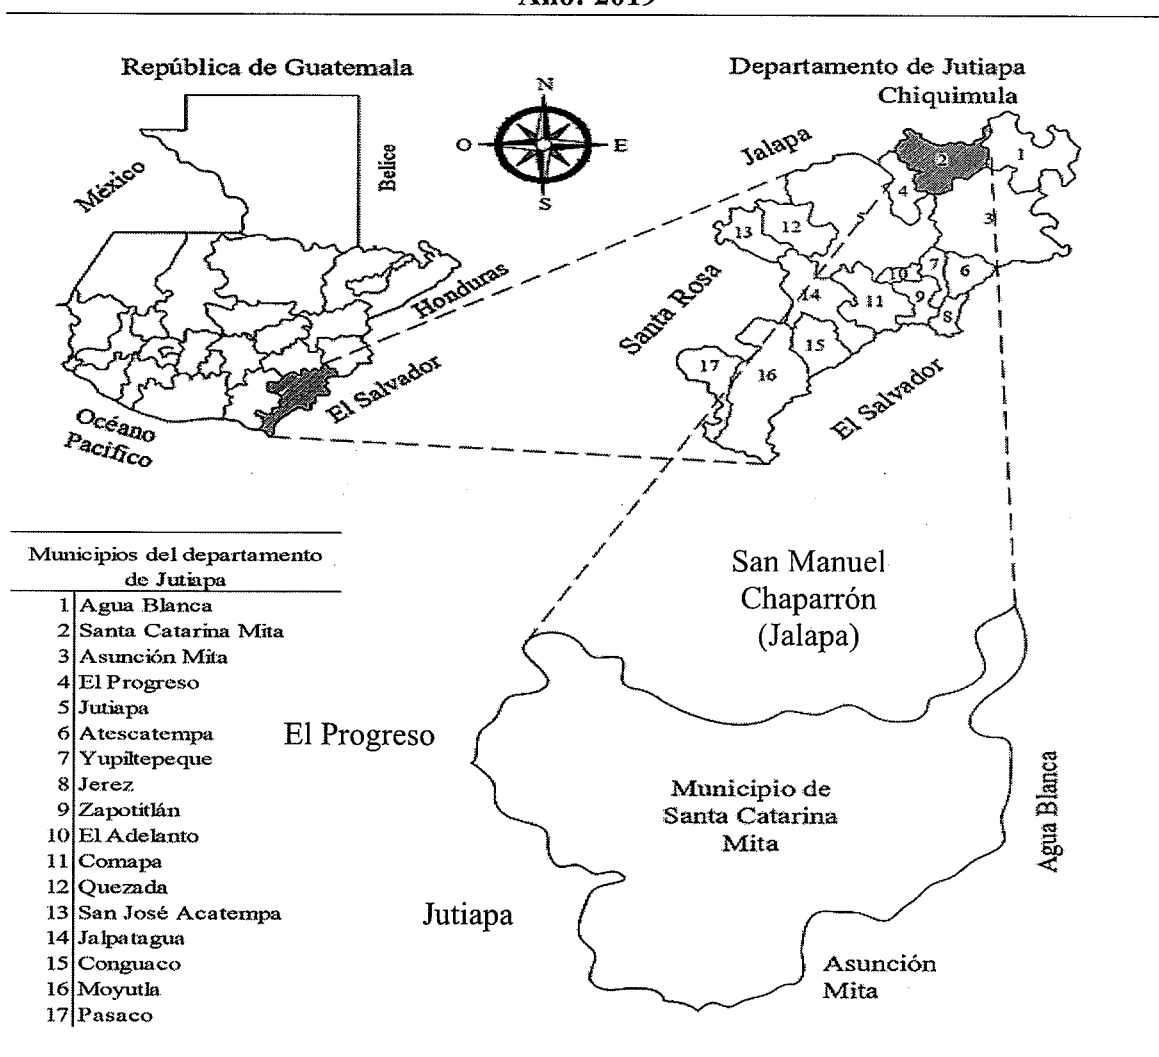 Año: 2019
República de Guatemala
México
Belice
Honduras
El Salvador
Océano
Pacifico
N
O
E
S
Departamento de Jutiapa
Chiquimula
Jalapa
Santa Rosa
El Salvador
1
2
3
4
5
6
7
8
9
10
11
12
13
14
15
16
17
Municipios del departamento
de Jutiapa
1 Agua Blanca
2 Santa Catarina Mita
3 Asunción Mita
4 El Progreso
5 Jutiapa
6 Atescatempa
7 Yupiltepeque
8 Jerez
9 Zapotitlán
10 El Adelanto
11 Comapa
12 Quezada
13 San José Acatempa
14 Jalpatagua
15 Conguaco
16 Moyutla
17 Pasaco
San Manuel
Chaparrón
(Jalapa)
El Progreso
Municipio de
Santa Catarina
Mita
Agua Blanca
Jutiapa
Asunción
Mita